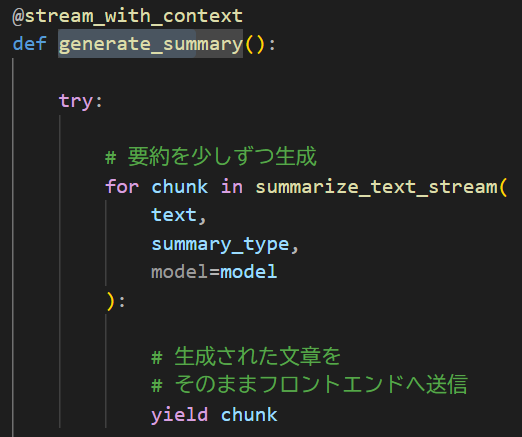 @stream_with_context
def generate_summary():
try:
# 要約を少しずつ生成
for chunk in summarize_text_stream(
text,
summary_type,
model=model
):
# 生成された文章を
# そのままフロントエンドへ送信
yield chunk